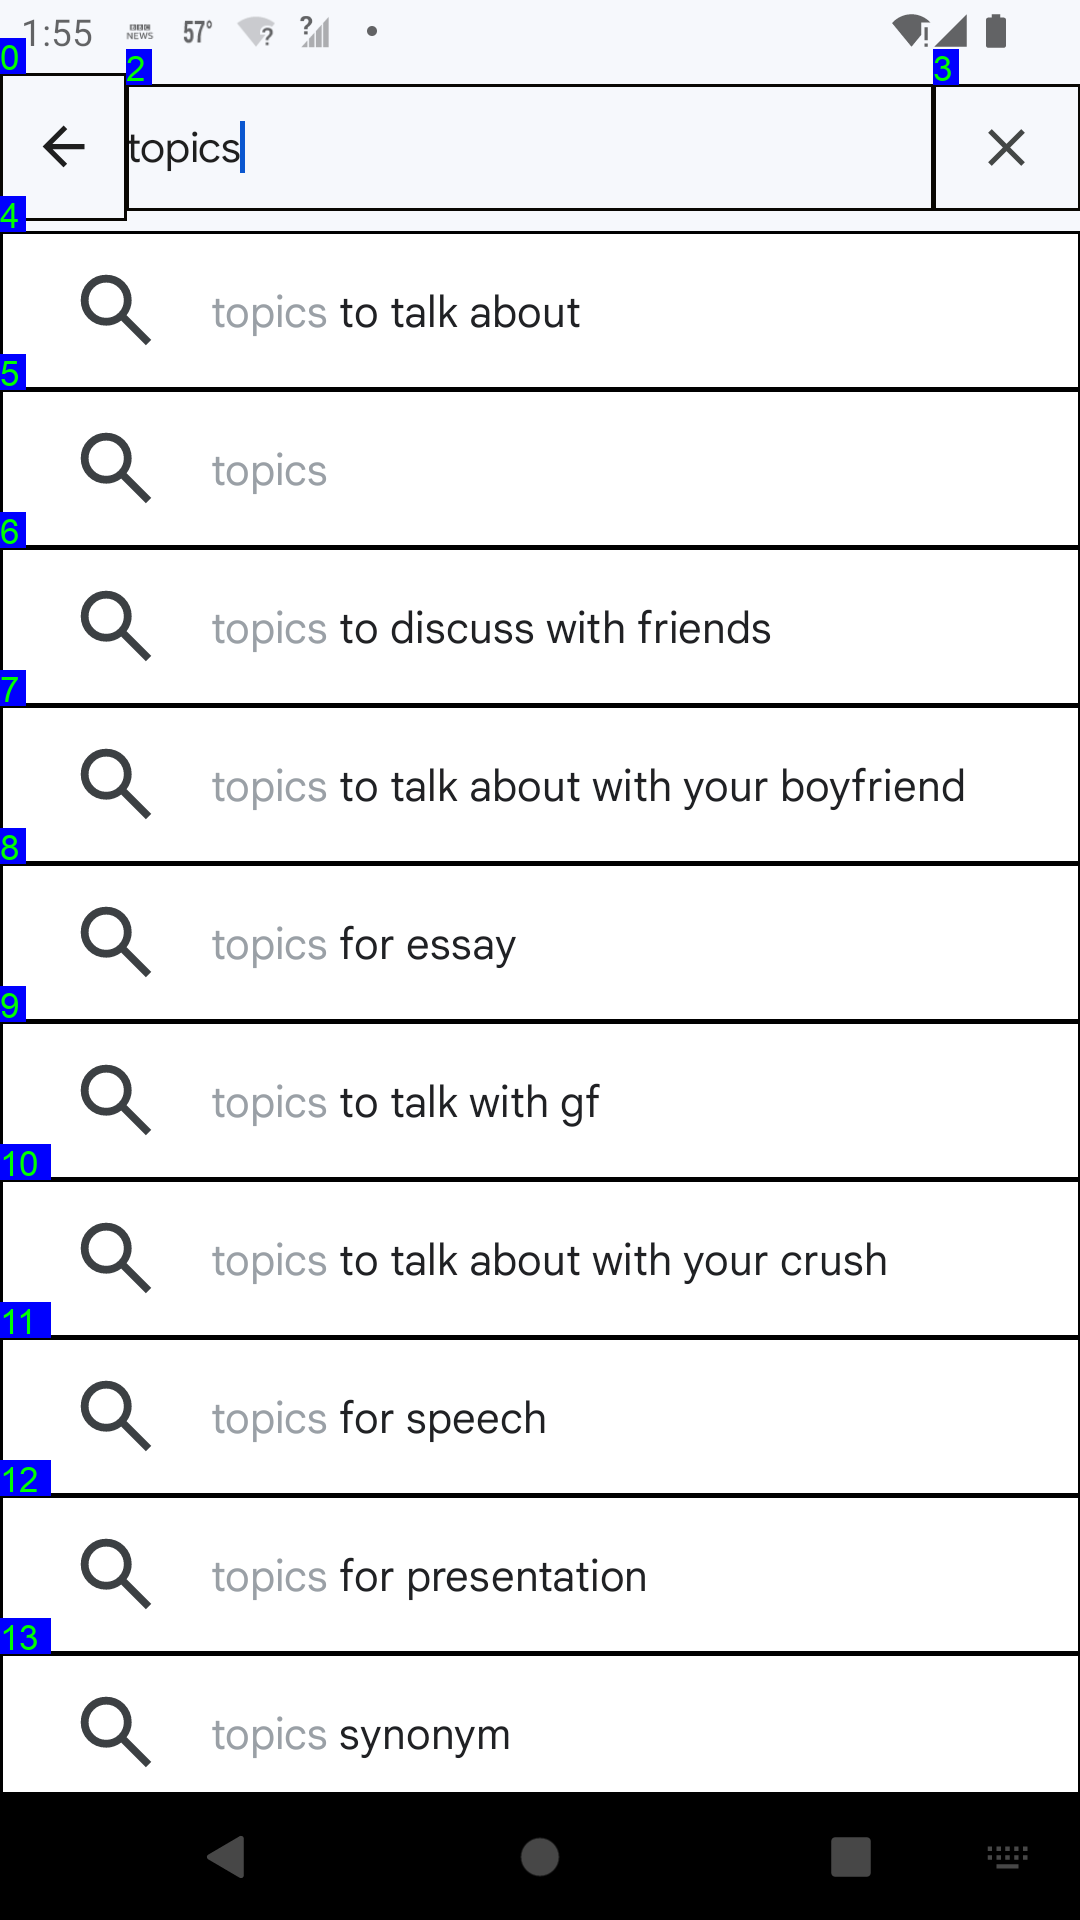 1:55 BBC NEWS 57° ? ? !
0 2 3
topics
4
topics to talk about
5
topics
6
topics to discuss with friends
7
topics to talk about with your boyfriend
8
topics for essay
9
topics to talk with gf
10
topics to talk about with your crush
11
topics for speech
12
topics for presentation
13
topics synonym